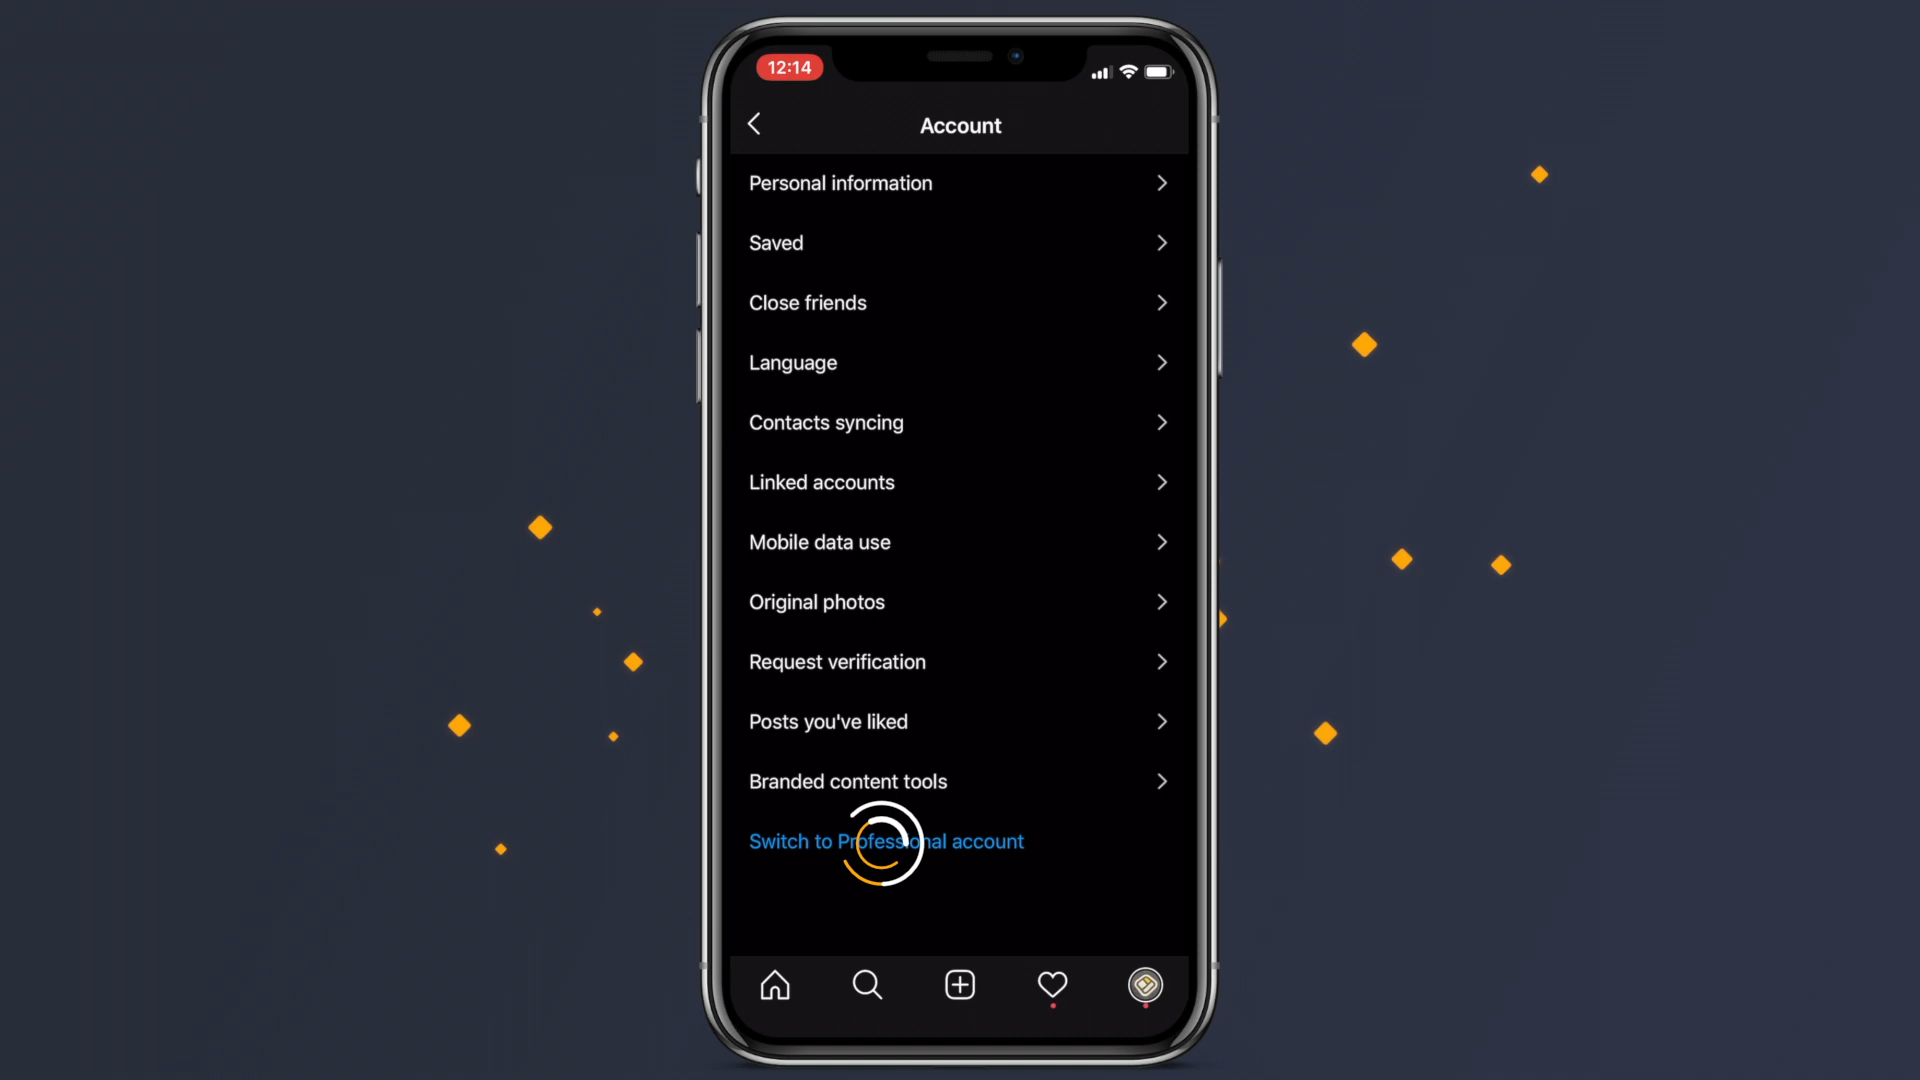 12:14
Account
Personal information
Saved
Close friends
Language
Contacts syncing
Linked accounts
Mobile data use
Original photos
Request verification
Posts you've liked
Branded content tools
Switch to Professional account